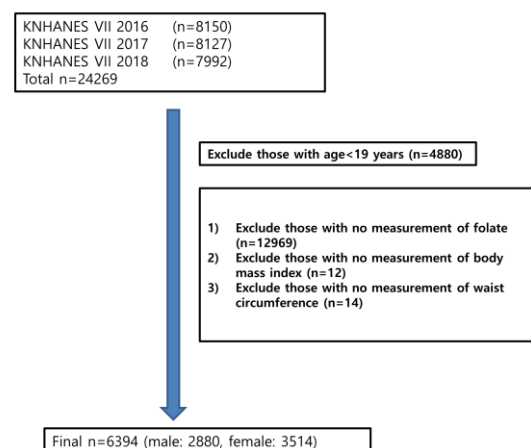 KNHANES VII 2016 (n=8150)
KNHANES VII 2017 (n=8127)
KNHANES VII 2018 (n=7992)
Total n=24269
Exclude those with age<19 years (n=4880)
1) Exclude those with no measurement of folate
(n=12969)
2) Exclude those with no measurement of body
mass index (n=12)
3) Exclude those with no measurement of waist
circumference (n=14)
Final n=6394 (male: 2880, female: 3514)